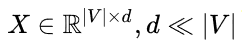 X ∈ ℝ^{|V|×d}, d ≪ |V|